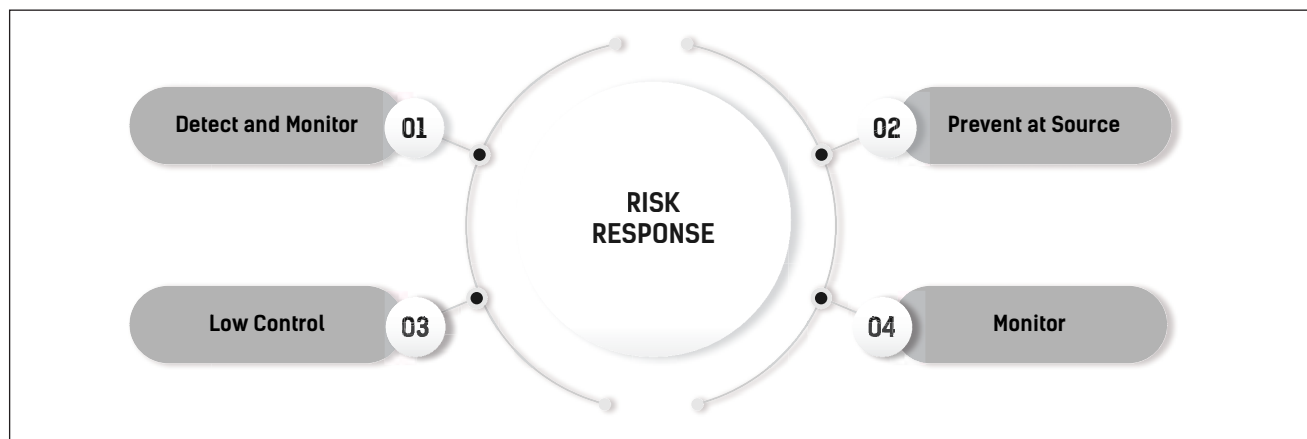 Detect and Monitor
01
02
Prevent at Source
RISK
RESPONSE
Low Control
03
04
Monitor